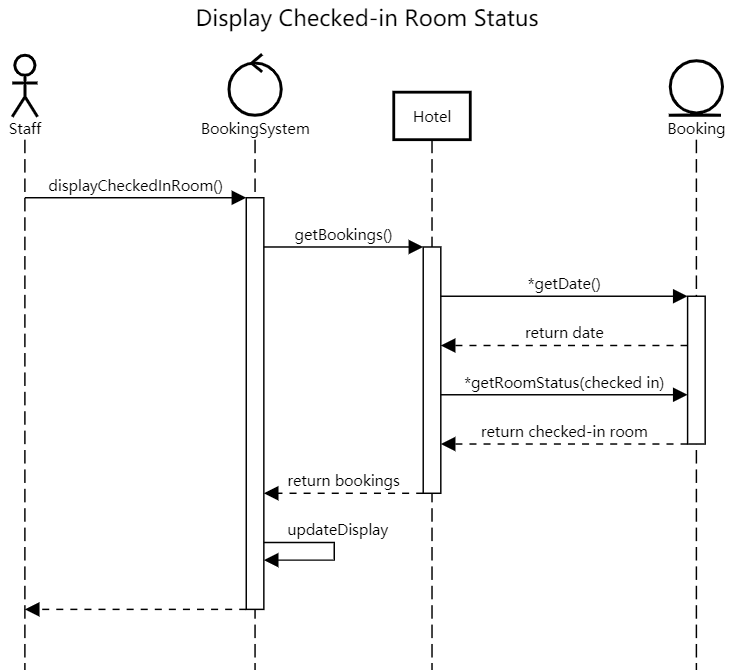 Display Checked-in Room Status
Staff
BookingSystem
Hotel
Booking
displayCheckedInRoom()
getBookings()
*getDate()
return date
*getRoomStatus(checked in)
return checked-in room
return bookings
updateDisplay